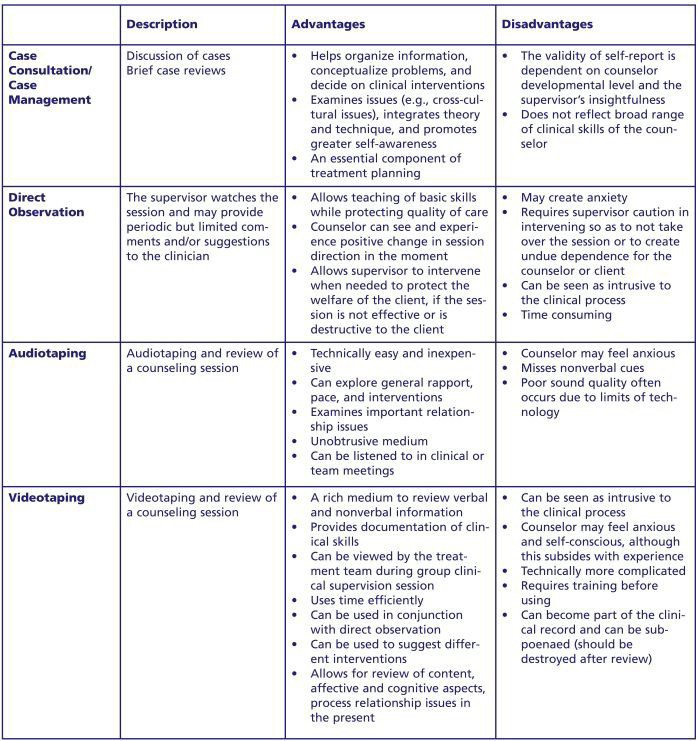 Description
Advantages
Disadvantages
Case
Consultation/
Case
Management
Discussion of cases
Brief case reviews
• Helps organize information,
conceptualize problems, and
decide on clinical interventions
• Examines issues (e.g., cross-cul-
tural issues), integrates theory
and technique, and promotes
greater self-awareness
• An essential component of
treatment planning
• The validity of self-report is
dependent on counselor
developmental level and the
supervisor's insightfulness
• Does not reflect broad range
of clinical skills of the coun-
selor
Direct
Observation
The supervisor watches the
session and may provide
periodic but limited com-
ments and/or suggestions
to the clinician
• Allows teaching of basic skills
while protecting quality of care
• Counselor can see and experi-
ence positive change in session
direction in the moment
• Allows supervisor to intervene
when needed to protect the
welfare of the client, if the ses-
sion is not effective or is
destructive to the client
• May create anxiety
• Requires supervisor caution in
intervening so as to not take
over the session or to create
undue dependence for the
counselor or client
• Can be seen as intrusive to
the clinical process
• Time consuming
Audiotaping
Audiotaping and review of
a counseling session
• Technically easy and inexpen-
sive
• Can explore general rapport,
pace, and interventions
• Examines important relation-
ship issues
• Unobtrusive medium
• Can be listened to in clinical or
team meetings
• Counselor may feel anxious
• Misses nonverbal cues
• Poor sound quality often
occurs due to limits of tech-
nology
Videotaping
Videotaping and review of
a counseling session
• A rich medium to review verbal
and nonverbal information
• Provides documentation of clin-
ical skills
• Can be viewed by the treat-
ment team during group clini-
cal supervision session
• Uses time efficiently
• Can be used in conjunction
with direct observation
• Can be used to suggest differ-
ent interventions
• Allows for review of content,
affective and cognitive aspects,
process relationship issues in
the present
• Can be seen as intrusive to
the clinical process
• Counselor may feel anxious
and self-conscious, although
this subsides with experience
• Technically more complicated
• Requires training before
using
• Can become part of the clini-
cal record and can be sub-
poenaed (should be
destroyed after review)